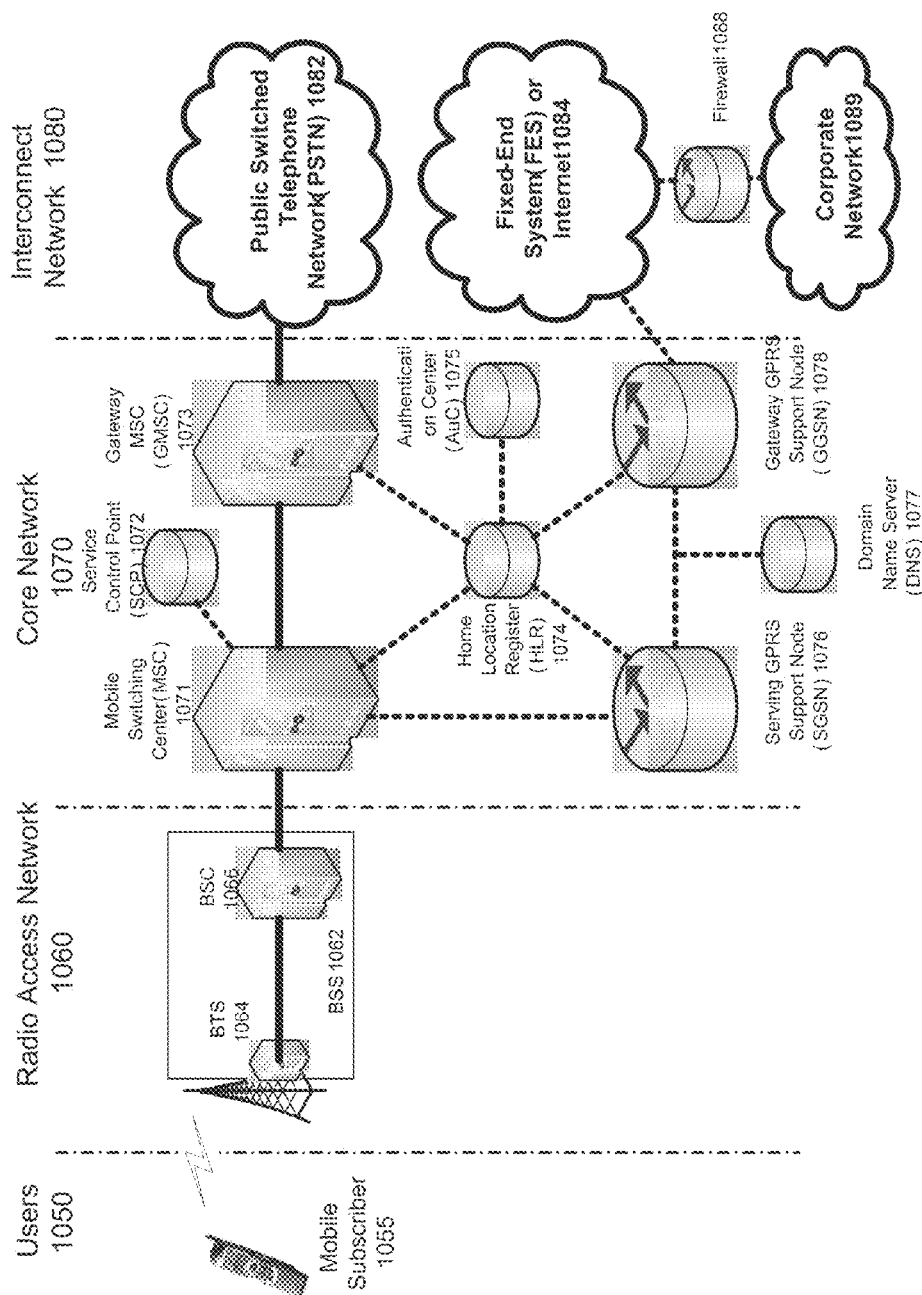 Users
1050
Radio Access Network
1060
Core Network
1070
Interconnect
Network 1080
Mobile
Subscriber
1055
BTS
1064
BSC
1066
BSS 1062
Mobile
Switching
Center(MSC)
1071
Service
Control Point
(SCP) 1072
Gateway
MSC
(GMSC)
1073
Public Switched
Telephone
Network(PSTN) 1082
Home
Location
Register
(HLR)
1074
Authenticati
on Center
(AuC) 1075
Fixed-End
System(FES) or
Internet1084
Serving GPRS
Support Node
(SGSN) 1076
Domain
Name Server
(DNS) 1077
Gateway GPRS
Support Node
(GGSN) 1078
Firewall 1088
Corporate
Network1089